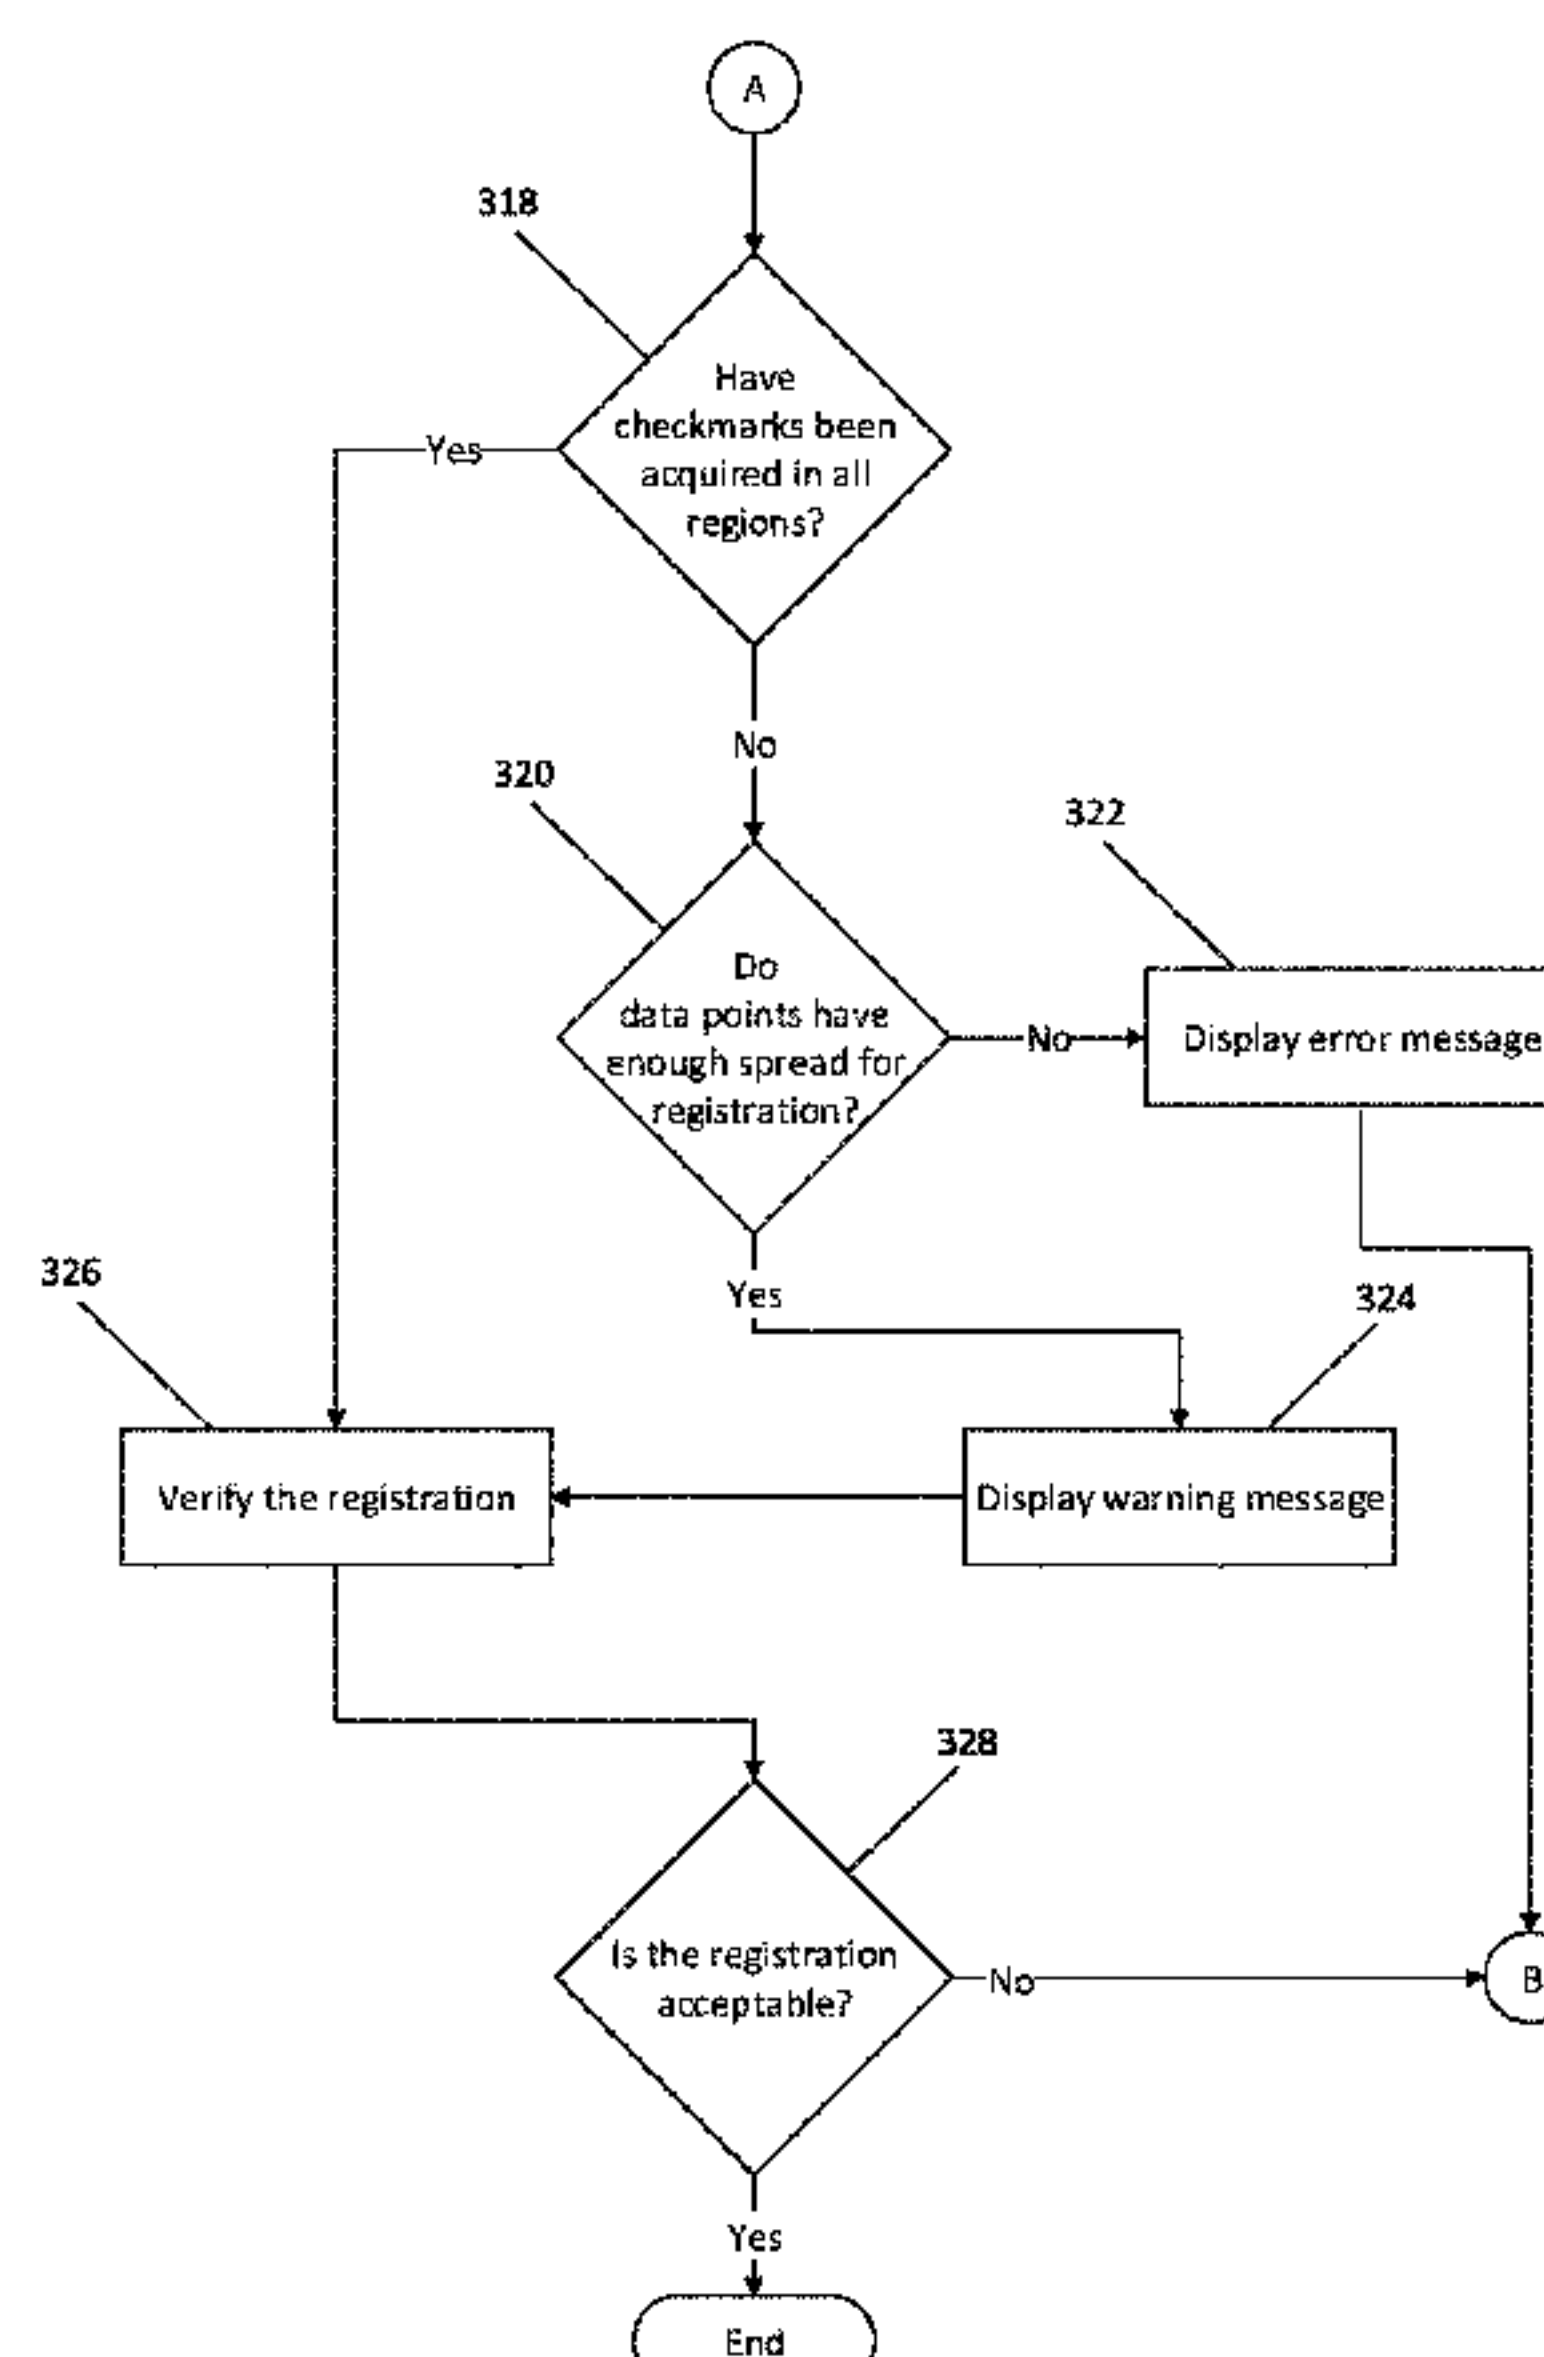 A
318
Have
checkmarks been
acquired in all
regions?
Yes
No
320
322
Do
data points have
enough spread for
registration?
No
Display error message
Yes
326
324
Verify the registration
Display warning message
328
Is the registration
acceptable?
No
B
Yes
End